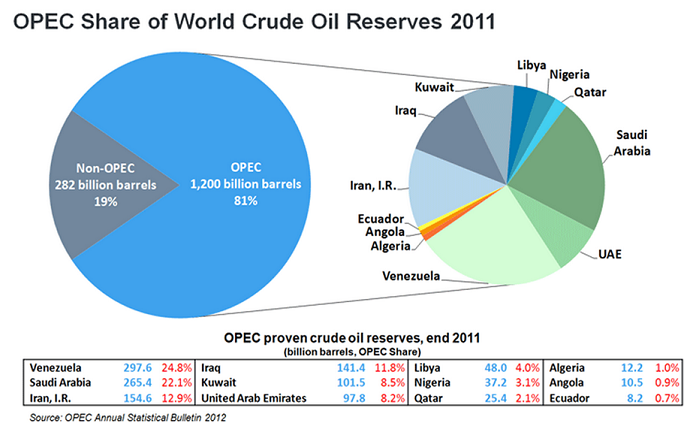 OPEC Share of World Crude Oil Reserves 2011
Non-OPEC
282 billion barrels
19%
OPEC
1,200 billion barrels
81%
Libya
Nigeria
Qatar
Saudi
Arabia
UAE
Venezuela
Algeria
Angola
Ecuador
Iran, I.R.
Iraq
Kuwait
OPEC proven crude oil reserves, end 2011
(billion barrels, OPEC Share)
Venezuela 297.6 24.8% Iraq 141.4 11.8% Libya 48.0 4.0% Algeria 12.2 1.0%
Saudi Arabia 265.4 22.1% Kuwait 101.5 8.5% Nigeria 37.2 3.1% Angola 10.5 0.9%
Iran, I.R. 154.6 12.9% United Arab Emirates 97.8 8.2% Qatar 25.4 2.1% Ecuador 8.2 0.7%
Source: OPEC Annual Statistical Bulletin 2012